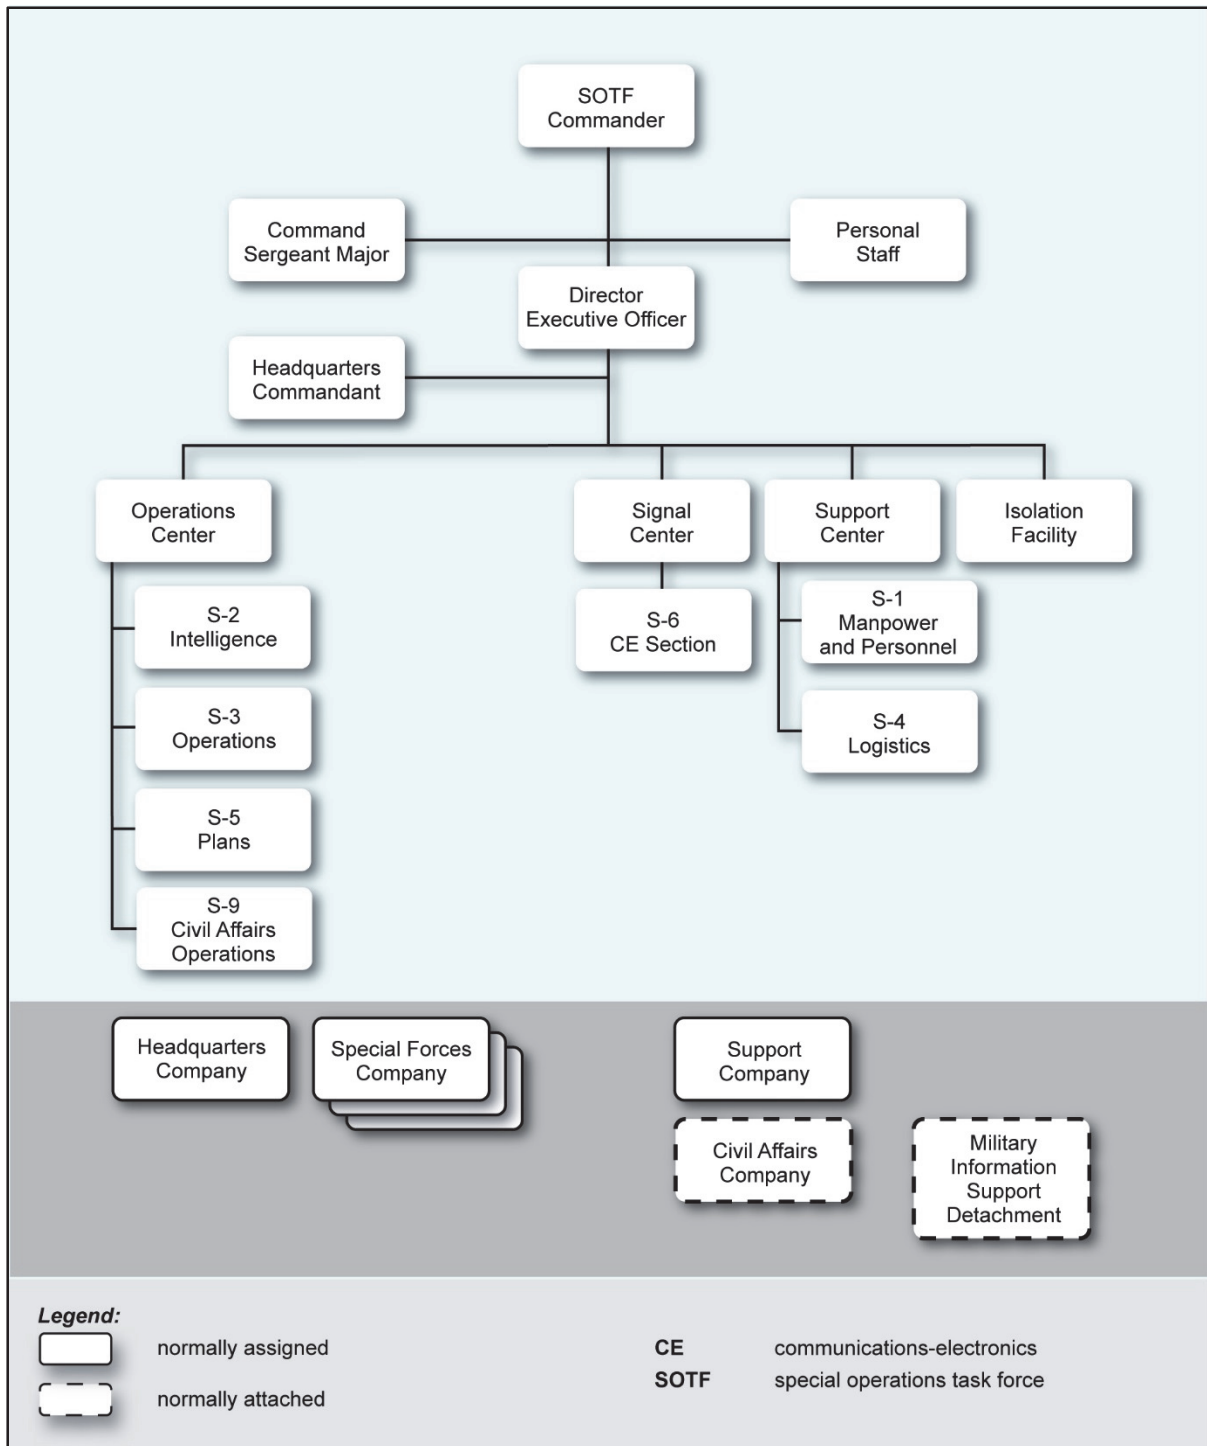 SOTF
Commander
Command
Sergeant Major
Personal
Staff
Director
Executive Officer
Headquarters
Commandant
Operations
Center
Signal
Center
Support
Center
Isolation
Facility
S-2
Intelligence
S-3
Operations
S-5
Plans
S-9
Civil Affairs
Operations
S-6
CE Section
S-1
Manpower
and Personnel
S-4
Logistics
Headquarters
Company
Special Forces
Company
Support
Company
Civil Affairs
Company
Military
Information
Support
Detachment
Legend:
normally assigned
normally attached
CE communications-electronics
SOTF special operations task force